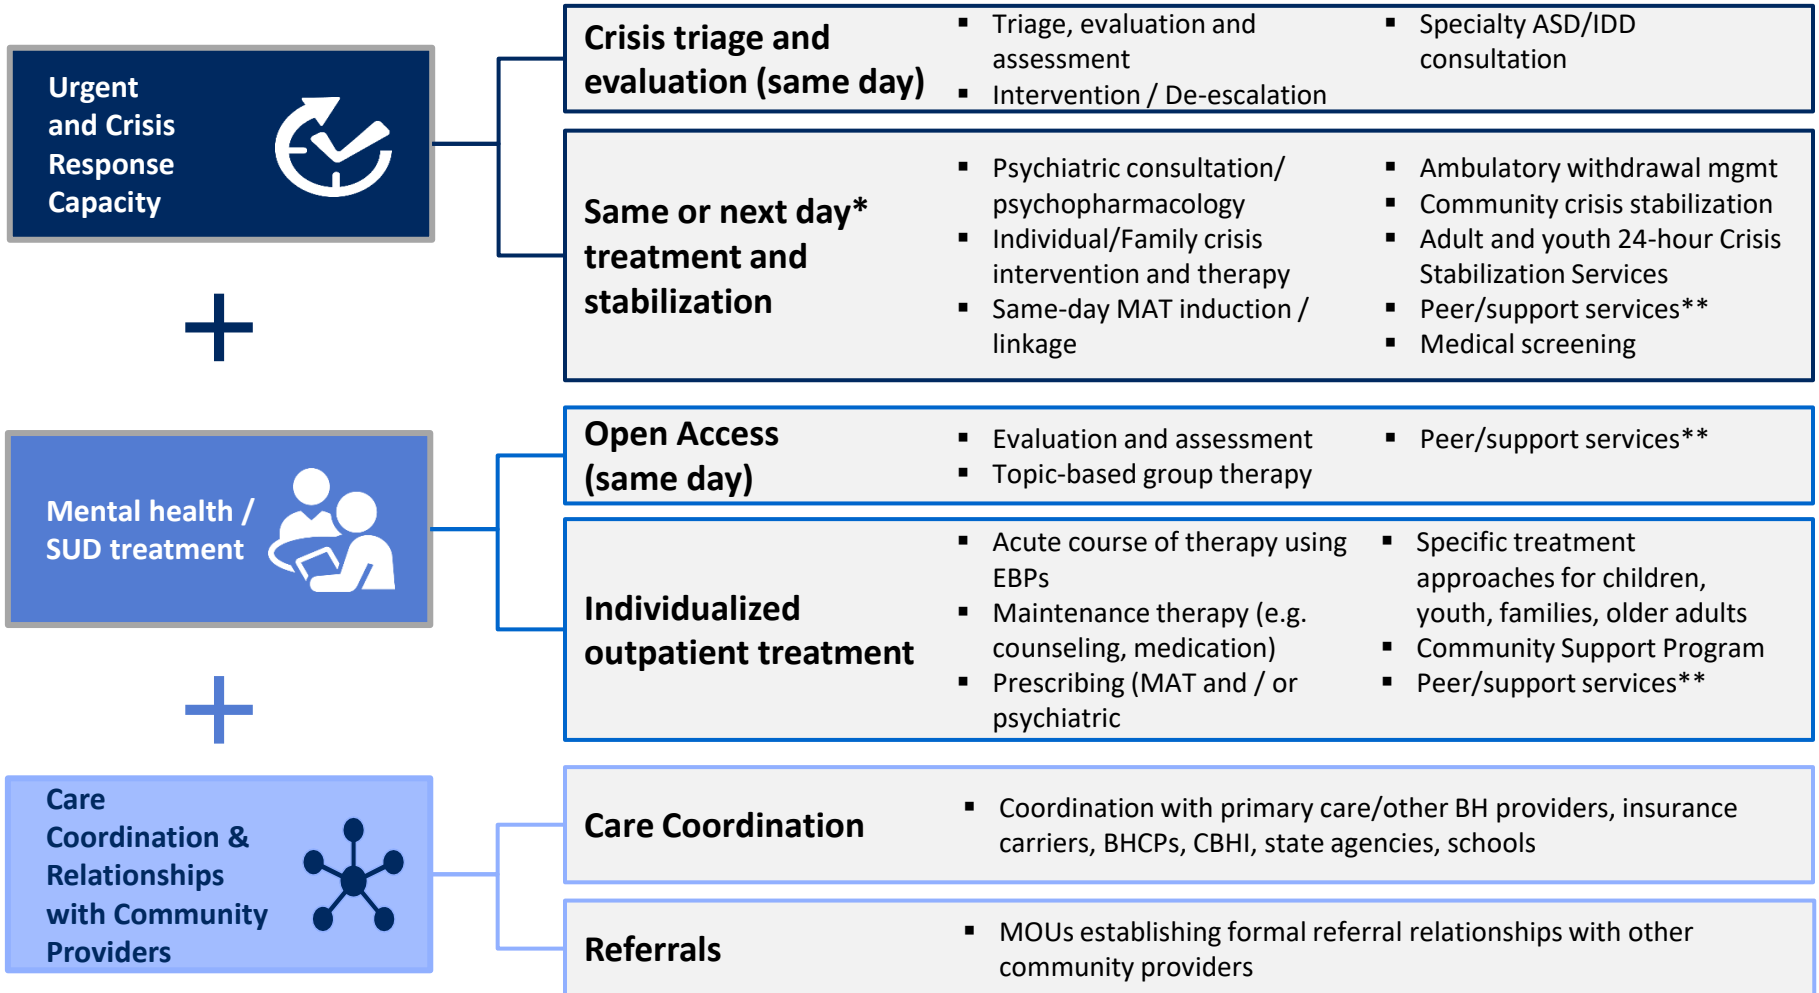 Urgent
and Crisis
Response
Capacity
Crisis triage and
evaluation (same day)
▪ Triage, evaluation and
assessment
▪ Intervention / De-escalation
▪ Specialty ASD/IDD
consultation
Same or next day*
treatment and
stabilization
▪ Psychiatric consultation/
psychopharmacology
▪ Individual/Family crisis
intervention and therapy
▪ Same-day MAT induction /
linkage
▪ Ambulatory withdrawal mgmt
▪ Community crisis stabilization
▪ Adult and youth 24-hour Crisis
Stabilization Services
▪ Peer/support services**
▪ Medical screening
+
Mental health /
SUD treatment
Open Access
(same day)
▪ Evaluation and assessment
▪ Topic-based group therapy
▪ Peer/support services**
Individualized
outpatient treatment
▪ Acute course of therapy using
EBPs
▪ Maintenance therapy (e.g.
counseling, medication)
▪ Prescribing (MAT and / or
psychiatric
▪ Specific treatment
approaches for children,
youth, families, older adults
▪ Community Support Program
▪ Peer/support services**
+
Care
Coordination &
Relationships
with Community
Providers
Care Coordination
▪ Coordination with primary care/other BH providers, insurance
carriers, BHCPs, CBHI, state agencies, schools
Referrals
▪ MOUs establishing formal referral relationships with other
community providers